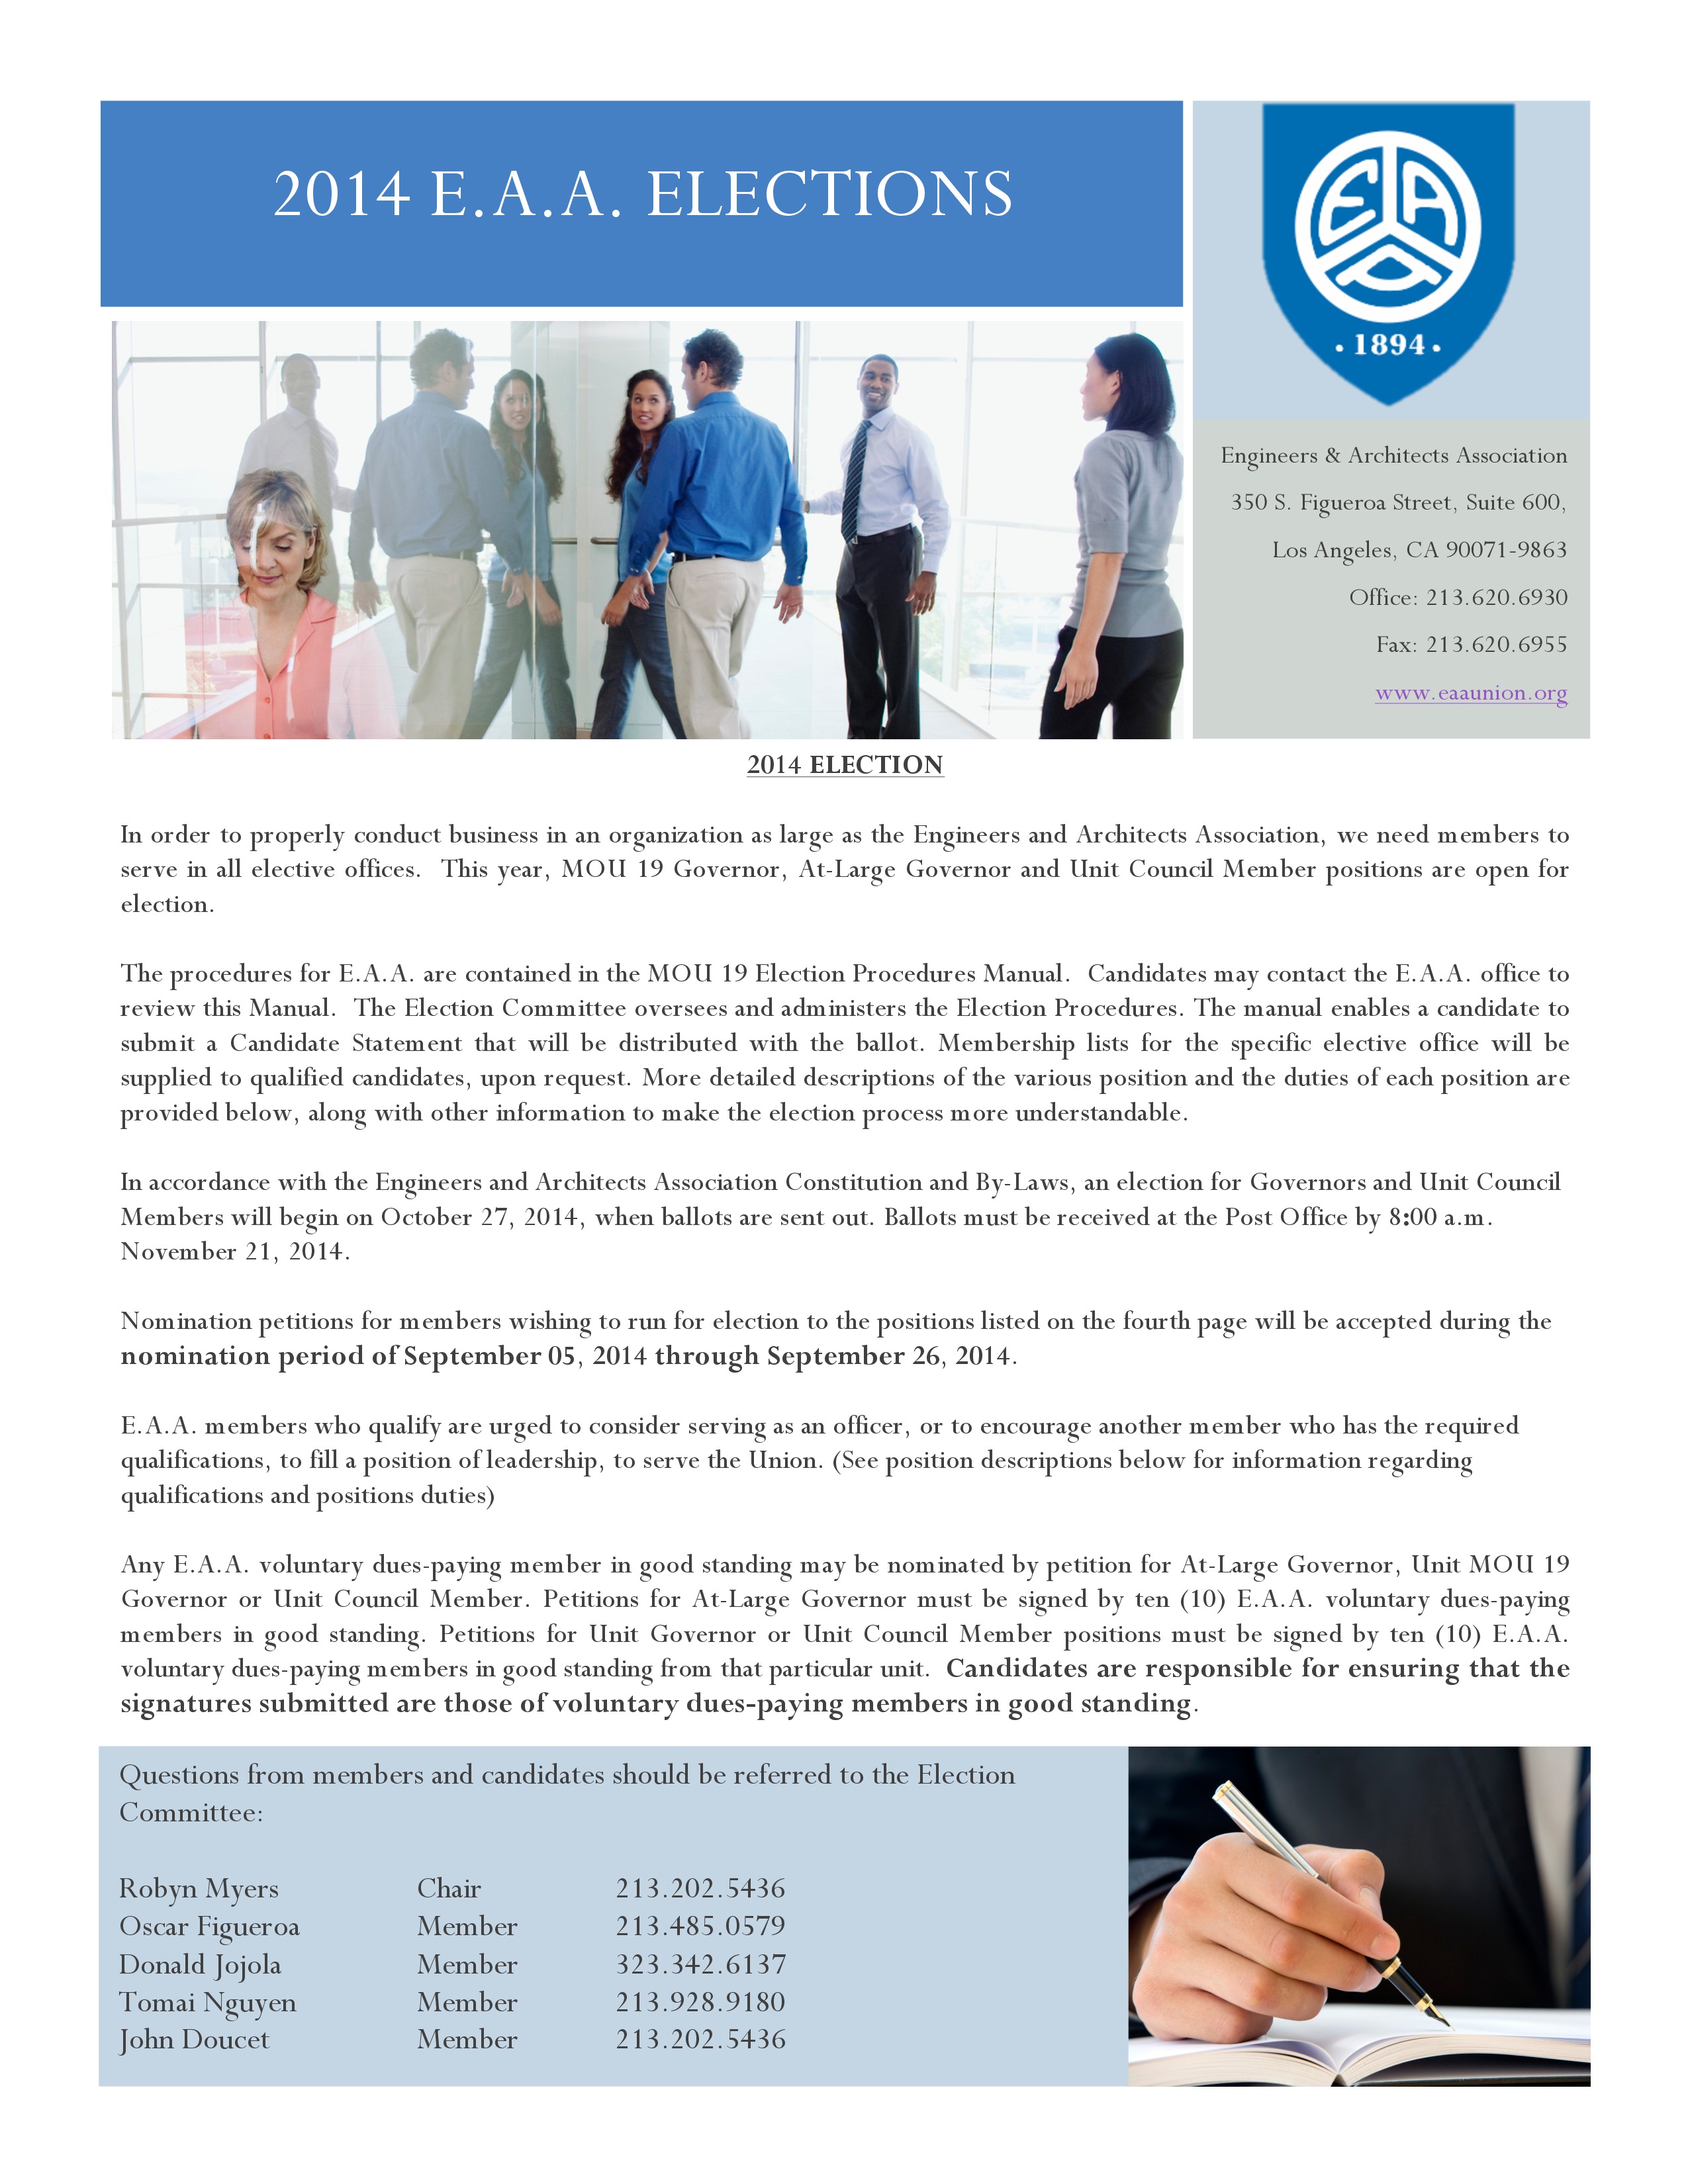 2014 E.A.A. ELECTIONS
E A A
· 1894 ·
Engineers & Architects Association
350 S. Figueroa Street, Suite 600,
Los Angeles, CA 90071-9863
Office: 213.620.6930
Fax: 213.620.6955
www.eaaunion.org
2014 ELECTION
In order to properly conduct business in an organization as large as the Engineers and Architects Association, we need members to
serve in all elective offices.  This year, MOU 19 Governor, At-Large Governor and Unit Council Member positions are open for
election.
The procedures for E.A.A. are contained in the MOU 19 Election Procedures Manual.  Candidates may contact the E.A.A. office to
review this Manual.  The Election Committee oversees and administers the Election Procedures. The manual enables a candidate to
submit a Candidate Statement that will be distributed with the ballot. Membership lists for the specific elective office will be
supplied to qualified candidates, upon request. More detailed descriptions of the various position and the duties of each position are
provided below, along with other information to make the election process more understandable.
In accordance with the Engineers and Architects Association Constitution and By-Laws, an election for Governors and Unit Council
Members will begin on October 27, 2014, when ballots are sent out. Ballots must be received at the Post Office by 8:00 a.m.
November 21, 2014.
Nomination petitions for members wishing to run for election to the positions listed on the fourth page will be accepted during the
nomination period of September 05, 2014 through September 26, 2014.
E.A.A. members who qualify are urged to consider serving as an officer, or to encourage another member who has the required
qualifications, to fill a position of leadership, to serve the Union. (See position descriptions below for information regarding
qualifications and positions duties)
Any E.A.A. voluntary dues-paying member in good standing may be nominated by petition for At-Large Governor, Unit MOU 19
Governor or Unit Council Member. Petitions for At-Large Governor must be signed by ten (10) E.A.A. voluntary dues-paying
members in good standing. Petitions for Unit Governor or Unit Council Member positions must be signed by ten (10) E.A.A.
voluntary dues-paying members in good standing from that particular unit.  Candidates are responsible for ensuring that the
signatures submitted are those of voluntary dues-paying members in good standing.
Questions from members and candidates should be referred to the Election
Committee:
Robyn Myers Chair 213.202.5436
Oscar Figueroa Member 213.485.0579
Donald Jojola Member 323.342.6137
Tomai Nguyen Member 213.928.9180
John Doucet Member 213.202.5436